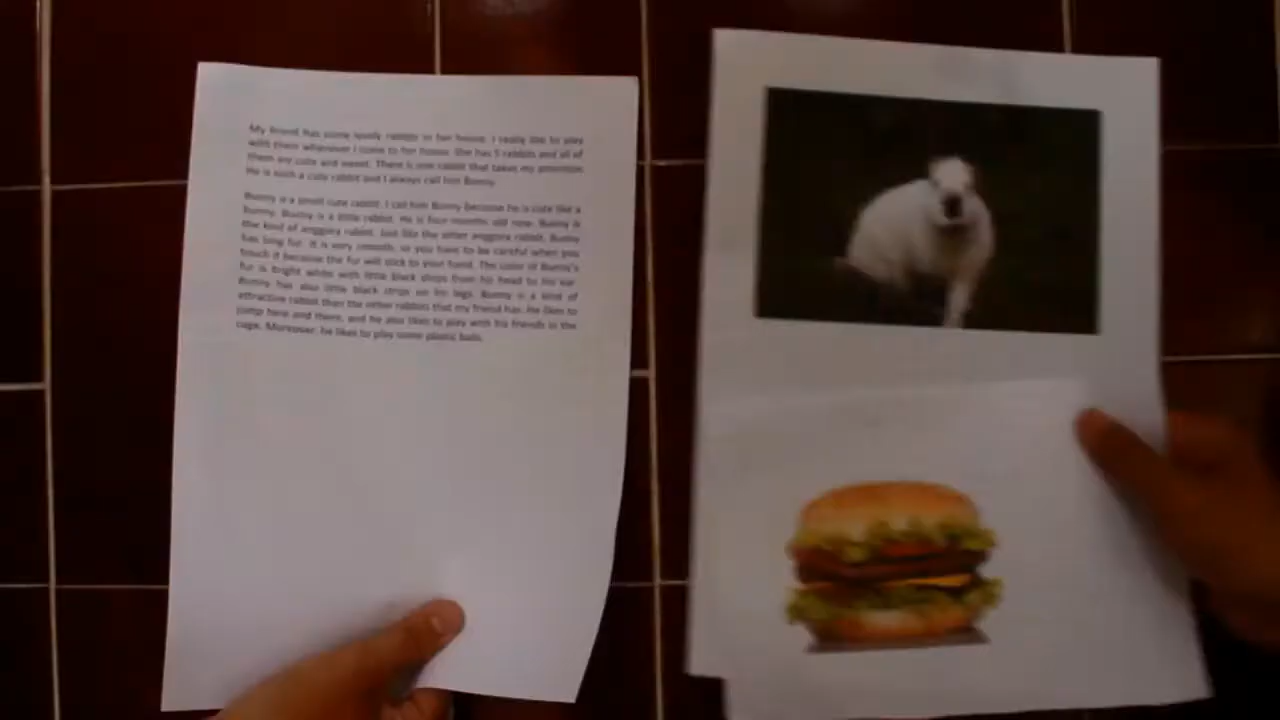 My friend has some lovely rabbits in her house. I really like to play
with them whenever I come to her house. She has 5 rabbits and all of
them are cute and sweet. There is one rabbit that takes my attention.
He is such a cute rabbit and I always call him Bunny.
Bunny is a small cute rabbit. I call him Bunny because he is cute like a
bunny. Bunny is a little rabbit. He is four months old now. Bunny is
the kind of anggora rabbit. Just like the other anggora rabbit, Bunny
has long fur. It is very smooth, so you have to be careful when you
touch it because the fur will stick to your hand. The color of Bunny's
fur is bright white with little black strips from his head to his ear.
Bunny has also little black strips on his legs. Bunny is a kind of
attractive rabbit than the other rabbits that my friend has. He likes to
jump here and there, and he also likes to play with his friends in the
cage. Moreover, he likes to play some plastic balls.